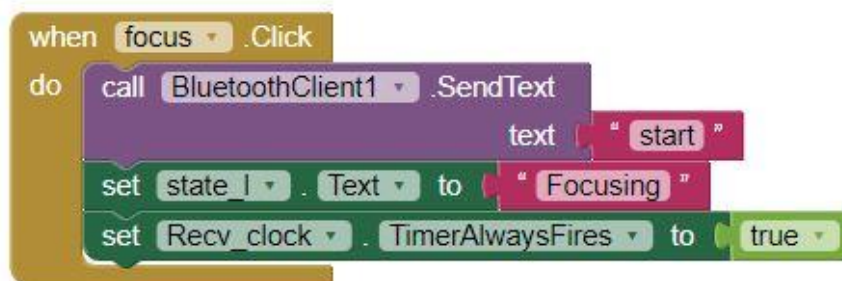 when focus .Click
do call BluetoothClient1 .SendText
text " start "
set state_l . Text to " Focusing "
set Recv_clock . TimerAlwaysFires to true